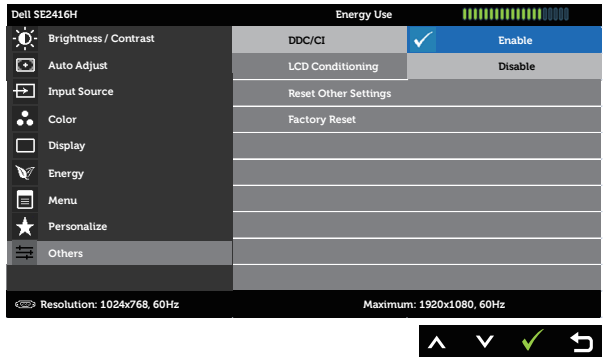 Dell SE2416H Energy Use
Brightness / Contrast DDC/CI Enable
Auto Adjust LCD Conditioning Disable
Input Source Reset Other Settings
Color Factory Reset
Display
Energy
Menu
Personalize
Others
Resolution: 1024x768, 60Hz Maximum: 1920x1080, 60Hz